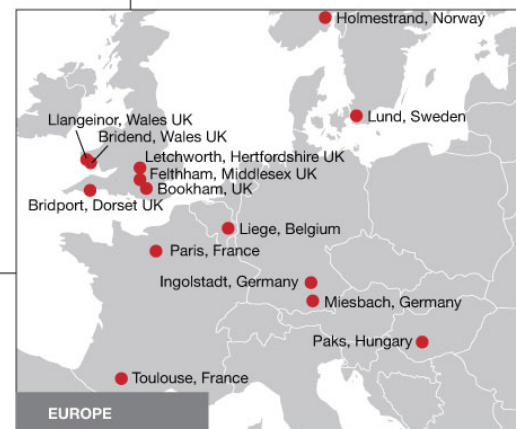 Holmestrand, Norway
Lund, Sweden
Llangeinor, Wales UK
Bridend, Wales UK
Letchworth, Hertfordshire UK
Felthham, Middlesex UK
Bookham, UK
Bridport, Dorset UK
Liege, Belgium
Paris, France
Ingolstadt, Germany
Miesbach, Germany
Paks, Hungary
Toulouse, France
EUROPE